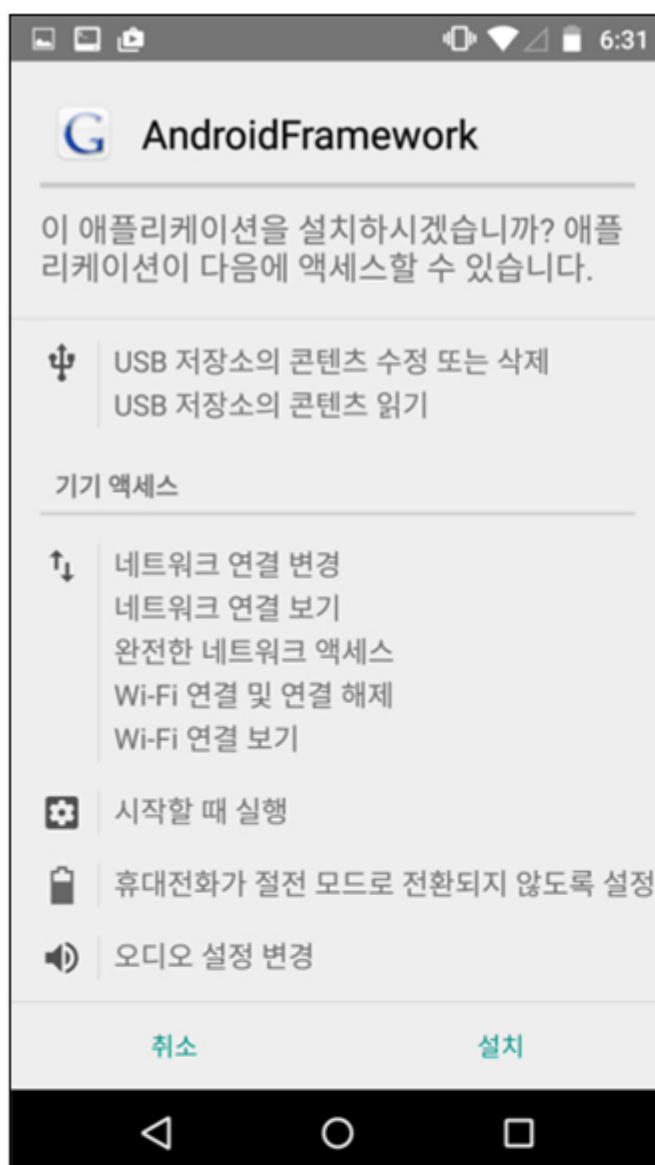 6:31
G AndroidFramework
이 애플리케이션을 설치하시겠습니까? 애플
리케이션이 다음에 액세스할 수 있습니다.
USB 저장소의 콘텐츠 수정 또는 삭제
USB 저장소의 콘텐츠 읽기
기기 액세스
네트워크 연결 변경
네트워크 연결 보기
완전한 네트워크 액세스
Wi-Fi 연결 및 연결 해제
Wi-Fi 연결 보기
시작할 때 실행
휴대전화가 절전 모드로 전환되지 않도록 설정
오디오 설정 변경
취소 설치